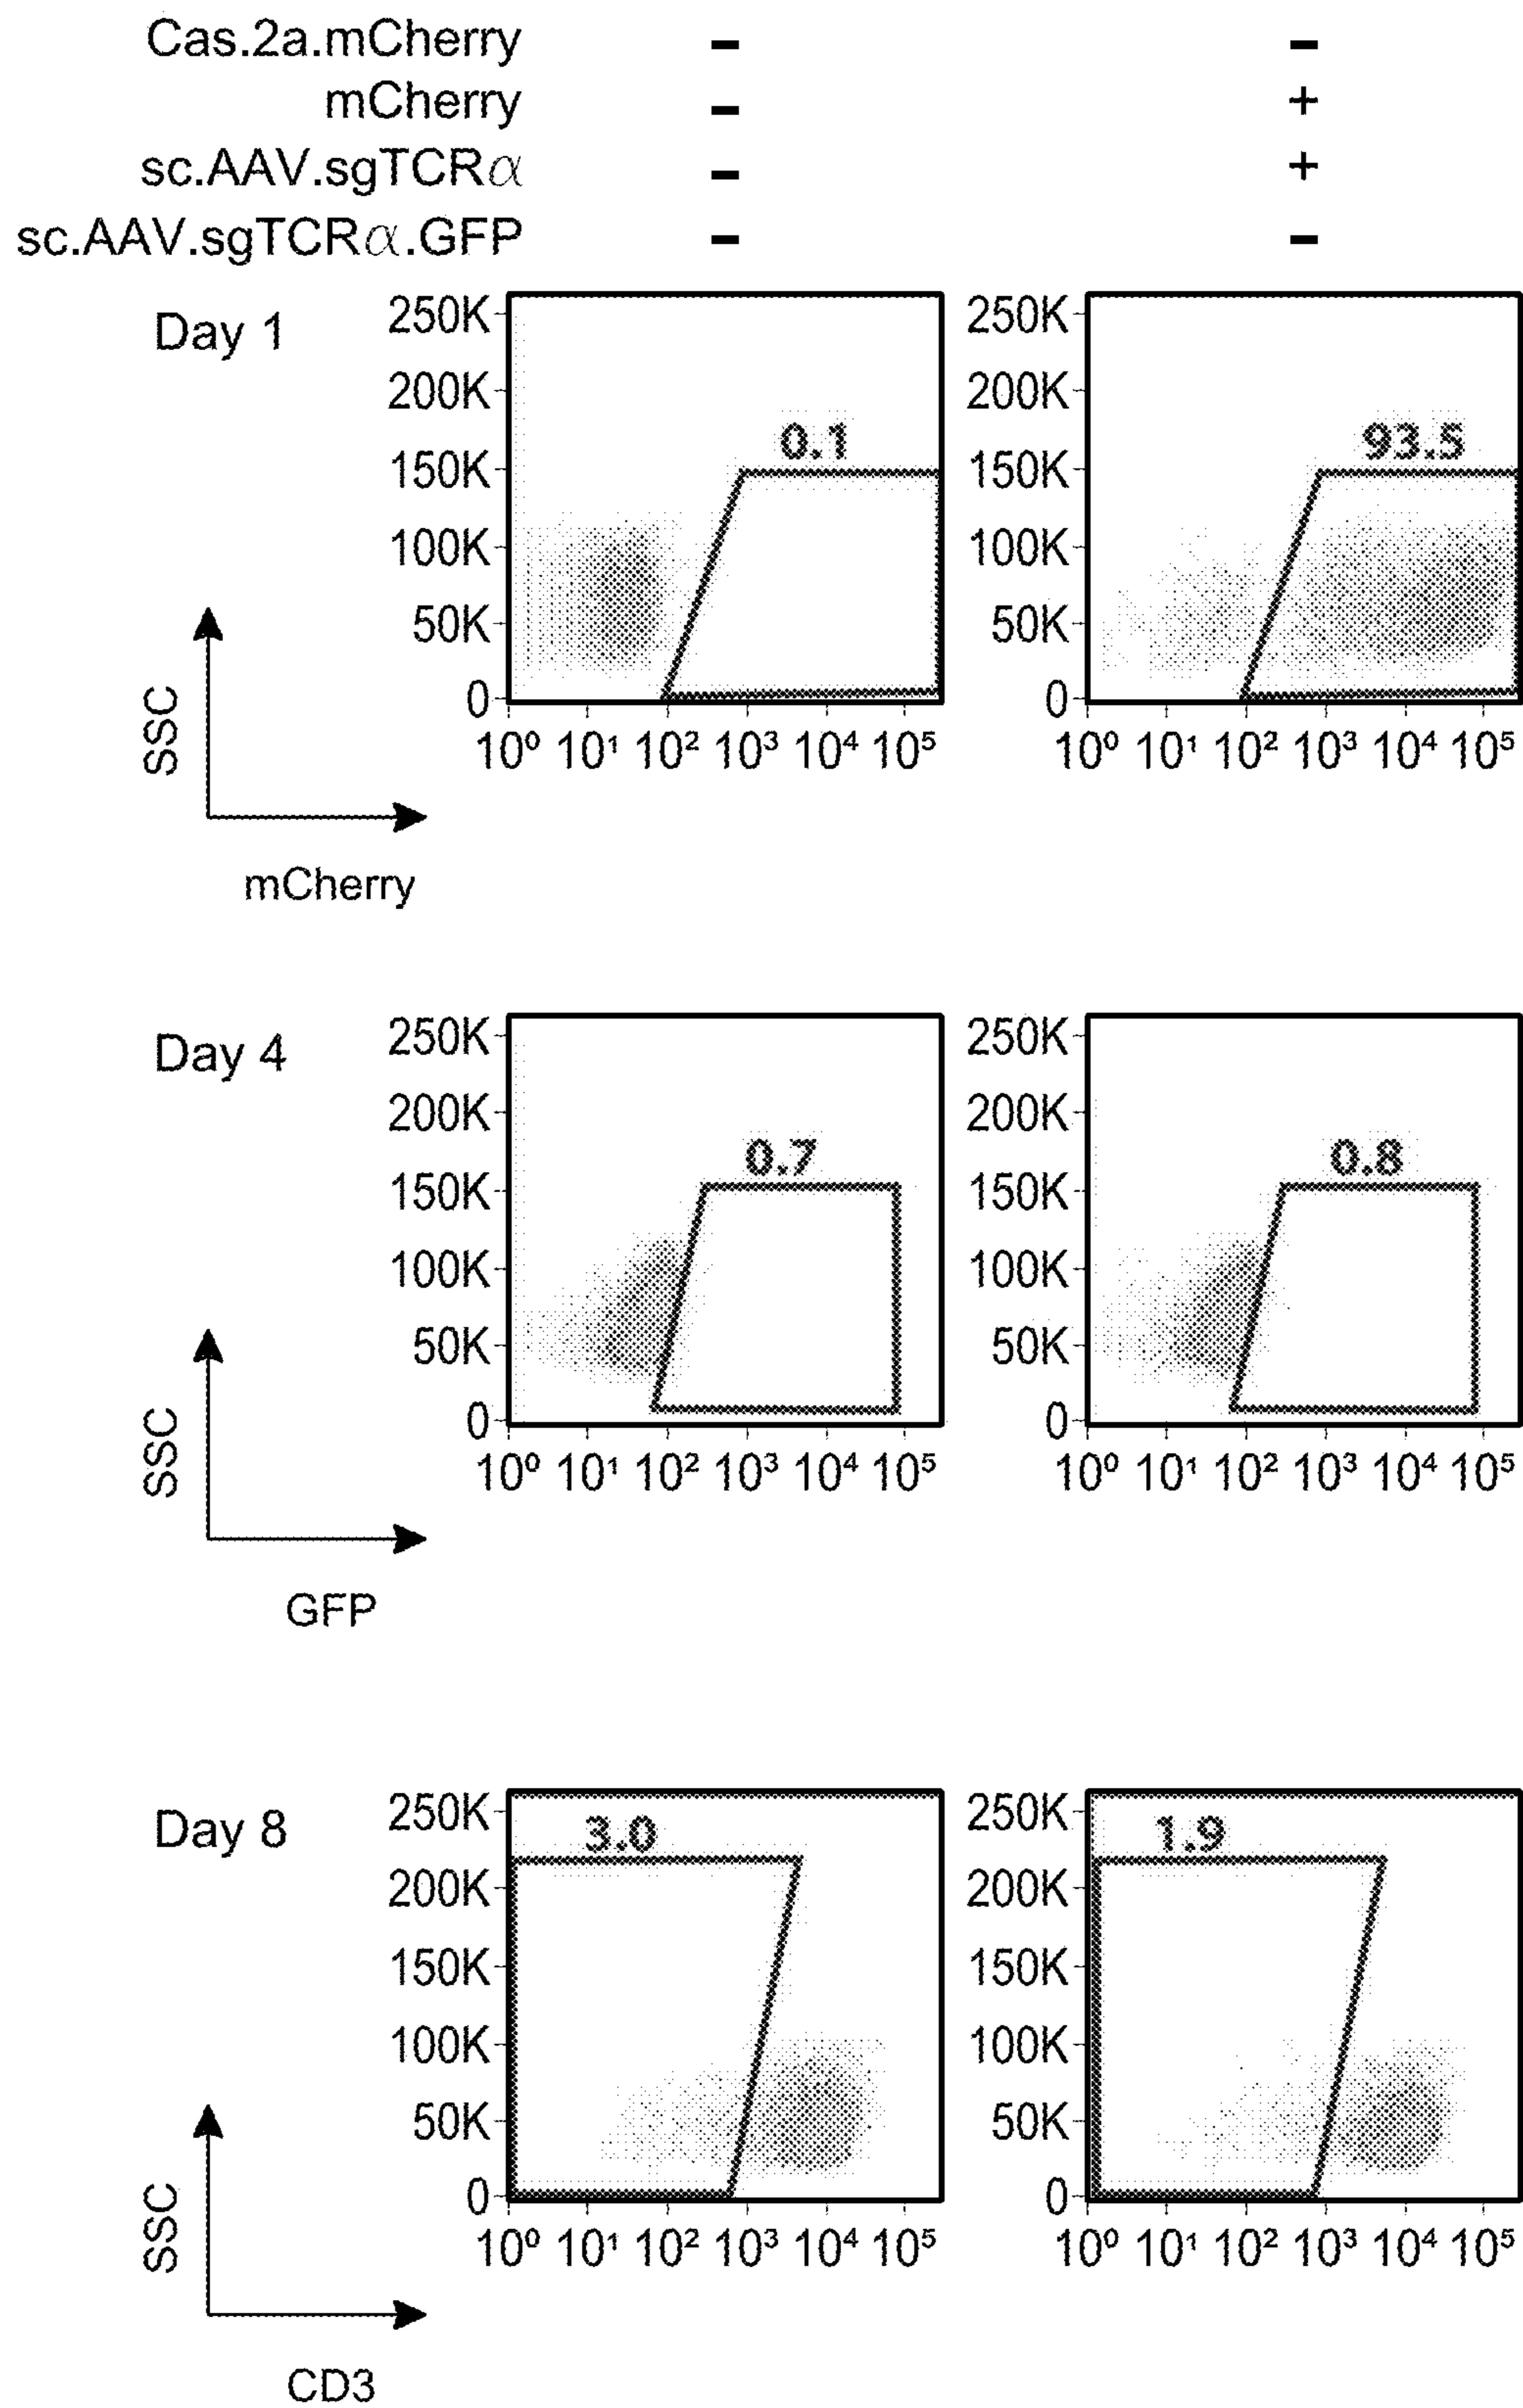 Cas.2a.mCherry - -
mCherry - +
sc.AAV.sgTCRα - +
sc.AAV.sgTCRα.GFP - -
Day 1
250K 250K
200K 200K
0.1 93.5
150K 150K
100K 100K
50K 50K
0 0
SSC
10⁰ 10¹ 10² 10³ 10⁴ 10⁵ 10⁰ 10¹ 10² 10³ 10⁴ 10⁵
mCherry
Day 4
250K 250K
200K 200K
0.7 0.8
150K 150K
100K 100K
50K 50K
0 0
SSC
10⁰ 10¹ 10² 10³ 10⁴ 10⁵ 10⁰ 10¹ 10² 10³ 10⁴ 10⁵
GFP
Day 8
250K 250K
3.0 1.9
200K 200K
150K 150K
100K 100K
50K 50K
0 0
SSC
10⁰ 10¹ 10² 10³ 10⁴ 10⁵ 10⁰ 10¹ 10² 10³ 10⁴ 10⁵
CD3